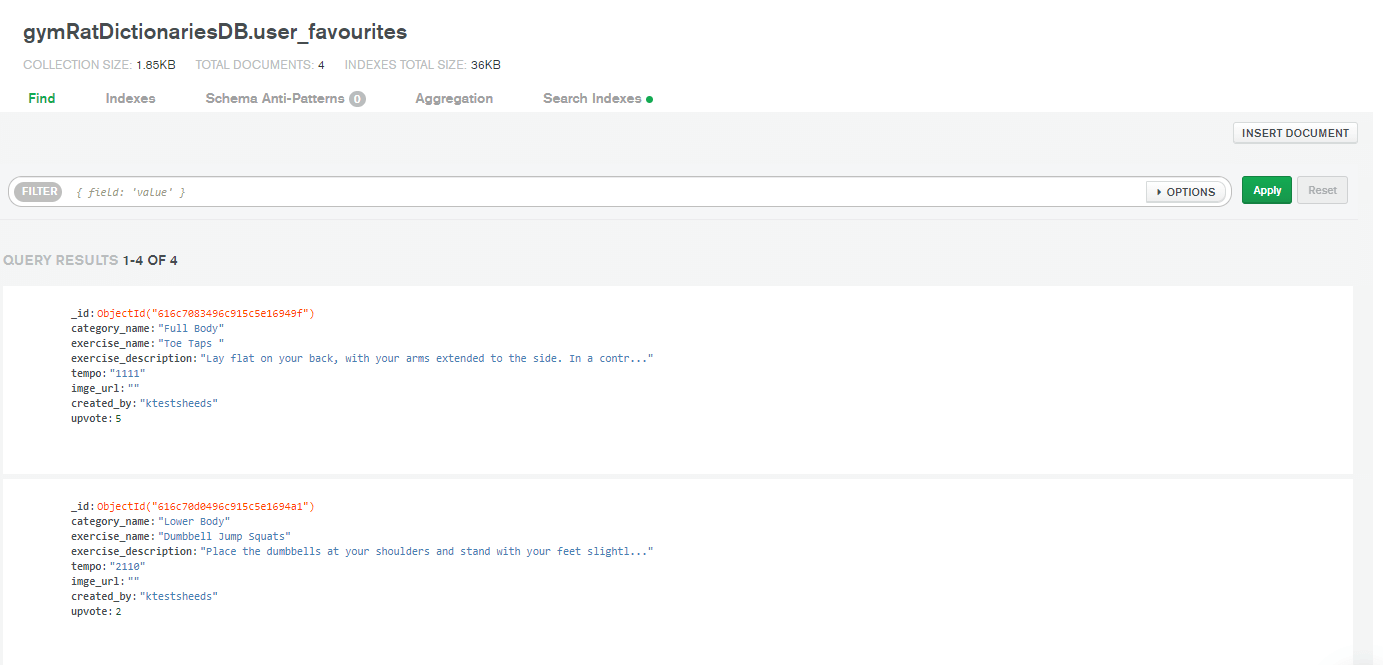 gymRatDictionariesDB.user_favourites
COLLECTION SIZE: 1.85KB TOTAL DOCUMENTS: 4 INDEXES TOTAL SIZE: 36KB
Find Indexes Schema Anti-Patterns 0 Aggregation Search Indexes
INSERT DOCUMENT
FILTER { field: 'value' } OPTIONS Apply Reset
QUERY RESULTS 1-4 OF 4
_id: ObjectId("616c7083496c915c5e16949f")
category_name: "Full Body"
exercise_name: "Toe Taps "
exercise_description: "Lay flat on your back, with your arms extended to the side. In a contr..."
tempo: "1111"
imge_url: ""
created_by: "ktestsheeds"
upvote: 5
_id: ObjectId("616c70d0496c915c5e1694a1")
category_name: "Lower Body"
exercise_name: "Dumbbell Jump Squats"
exercise_description: "Place the dumbbells at your shoulders and stand with your feet slightl..."
tempo: "2110"
imge_url: ""
created_by: "ktestsheeds"
upvote: 2